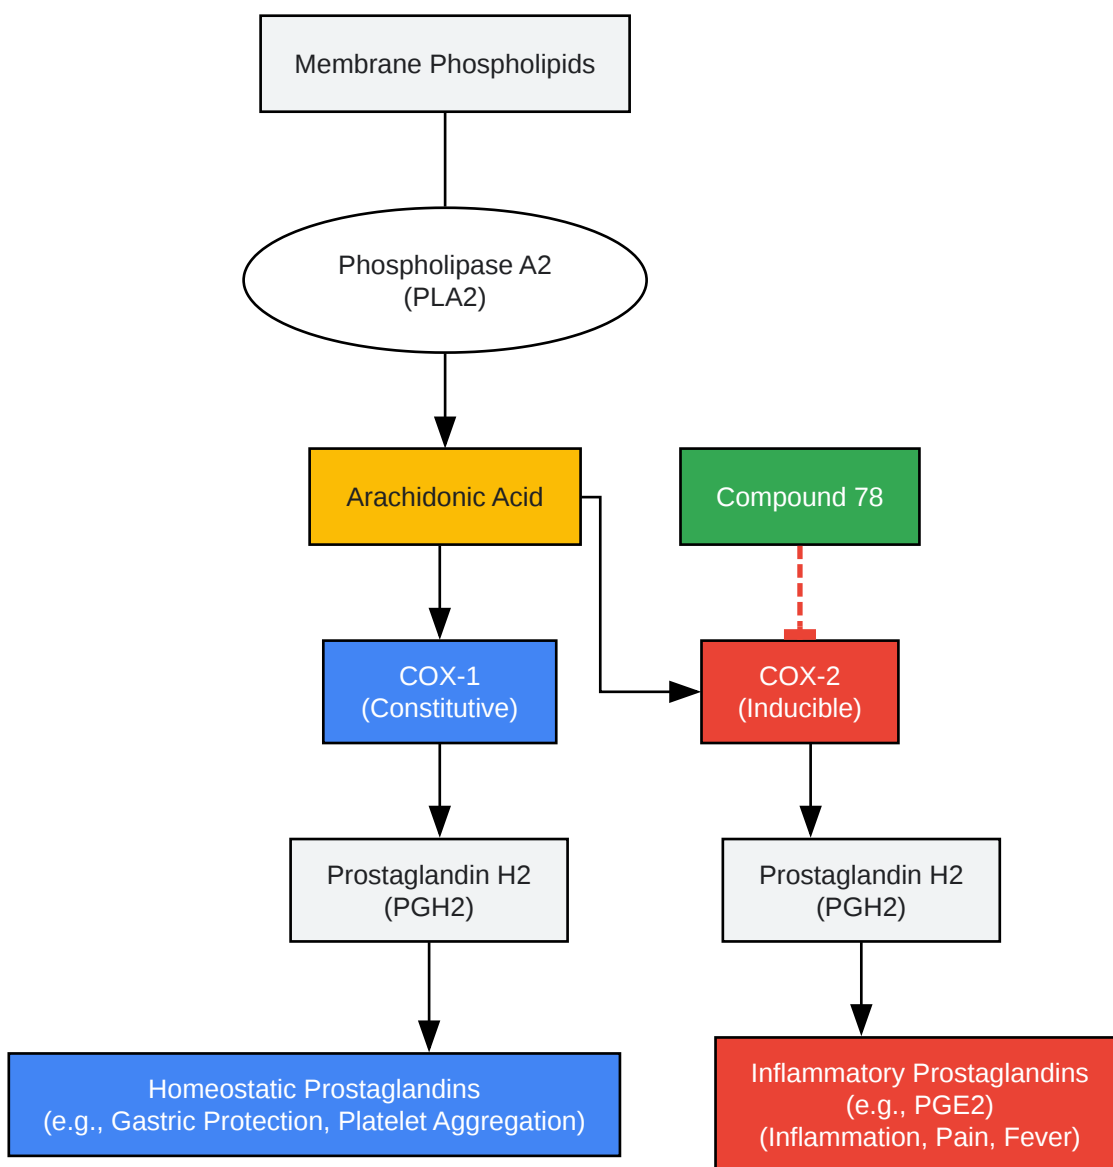 Membrane Phospholipids
Phospholipase A2
(PLA2)
Arachidonic Acid
Compound 78
COX-1
(Constitutive)
COX-2
(Inducible)
Prostaglandin H2
(PGH2)
Prostaglandin H2
(PGH2)
Homeostatic Prostaglandins
(e.g., Gastric Protection, Platelet Aggregation)
Inflammatory Prostaglandins
(e.g., PGE2)
(Inflammation, Pain, Fever)